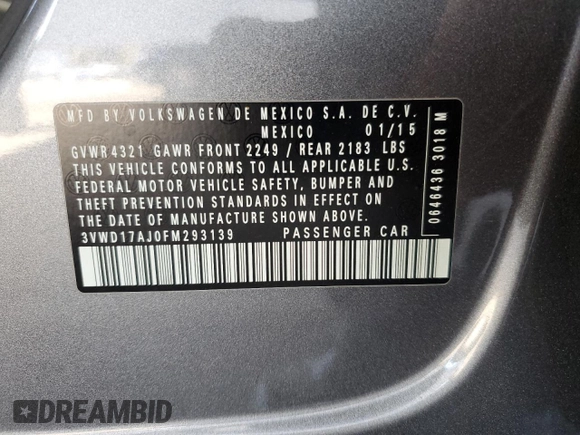 MFD BY VOLKSWAGEN DE MEXICO S.A. DE C.V.
MEXICO 01/15
GVWR 4321 GAWR FRONT 2249 / REAR 2183 LBS
THIS VEHICLE CONFORMS TO ALL APPLICABLE U.S.
FEDERAL MOTOR VEHICLE SAFETY, BUMPER AND
THEFT PREVENTION STANDARDS IN EFFECT ON
THE DATE OF MANUFACTURE SHOWN ABOVE.
3VWD17AJ0FM293139 PASSENGER CAR
0646436 3018 M
DREAMBID